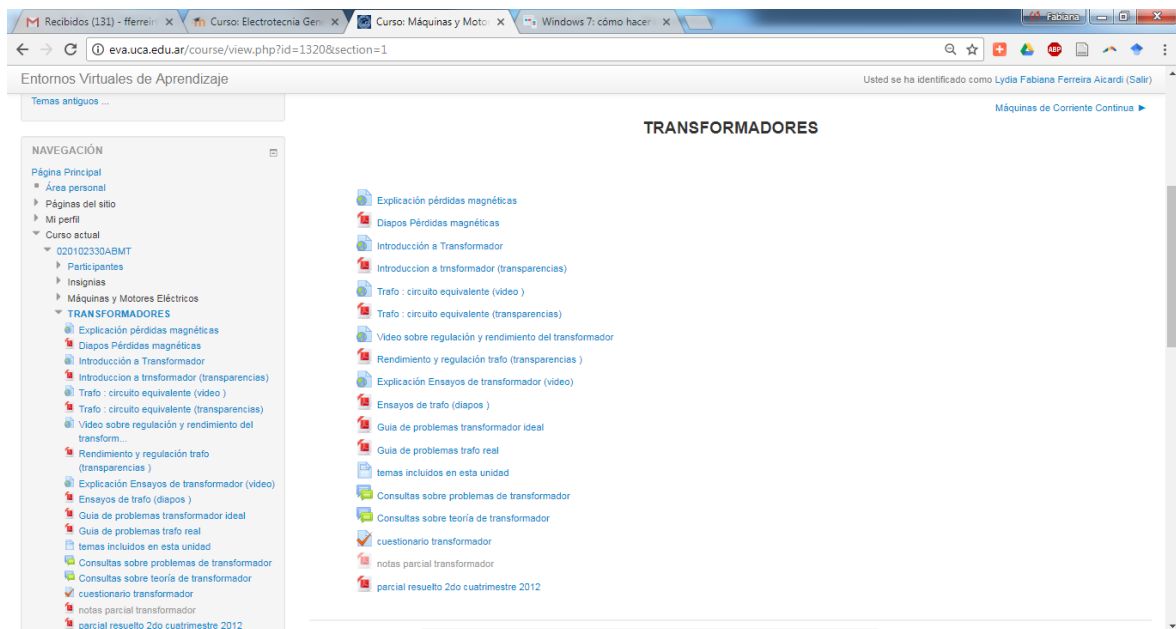 Recibidos (131) - fferrein
Curso: Electrotecnia Gen
Curso: Máquinas y Motor
Windows 7: cómo hacer
Fabiana
eva.uca.edu.ar/course/view.php?id=1320&section=1
ABP
Entornos Virtuales de Aprendizaje
Usted se ha identificado como Lydia Fabiana Ferreira Aicardi (Salir)
Temas antiguos ...
Máquinas de Corriente Continua ►
TRANSFORMADORES
NAVEGACIÓN
Página Principal
Área personal
Páginas del sitio
Mi perfil
Curso actual
020102330ABMT
Participantes
Insignias
Máquinas y Motores Eléctricos
TRANSFORMADORES
Explicación pérdidas magnéticas
Diapos Pérdidas magnéticas
Introducción a Transformador
Introduccion a trnsformador (transparencias)
Trafo : circuito equivalente (video )
Trafo : circuito equivalente (transparencias)
Video sobre regulación y rendimiento del
transform...
Rendimiento y regulación trafo
(transparencias )
Explicación Ensayos de transformador (video)
Ensayos de trafo (diapos )
Guia de problemas transformador ideal
Guia de problemas trafo real
temas incluidos en esta unidad
Consultas sobre problemas de transformador
Consultas sobre teoría de transformador
cuestionario transformador
notas parcial transformador
parcial resuelto 2do cuatrimestre 2012
Explicación pérdidas magnéticas
Diapos Pérdidas magnéticas
Introducción a Transformador
Introduccion a trnsformador (transparencias)
Trafo : circuito equivalente (video )
Trafo : circuito equivalente (transparencias)
Video sobre regulación y rendimiento del transformador
Rendimiento y regulación trafo (transparencias )
Explicación Ensayos de transformador (video)
Ensayos de trafo (diapos )
Guia de problemas transformador ideal
Guia de problemas trafo real
temas incluidos en esta unidad
Consultas sobre problemas de transformador
Consultas sobre teoría de transformador
cuestionario transformador
notas parcial transformador
parcial resuelto 2do cuatrimestre 2012